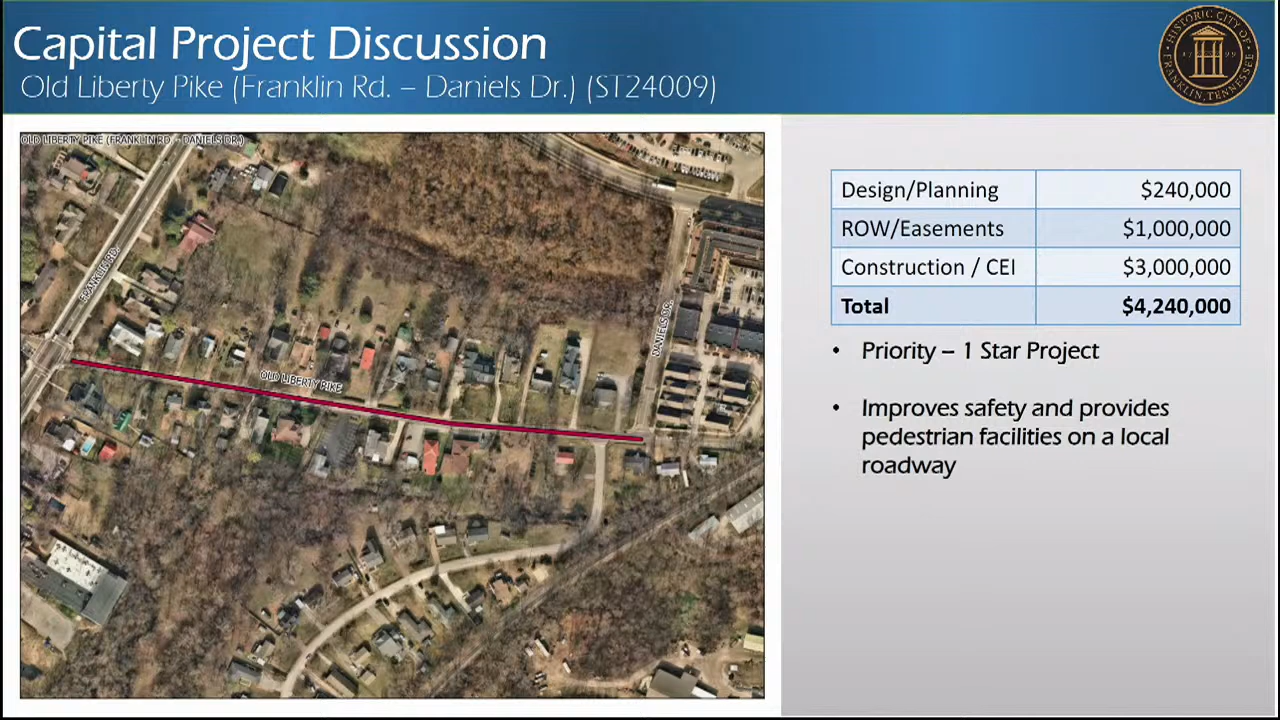 Capital Project Discussion
Old Liberty Pike (Franklin Rd. – Daniels Dr.) (ST24009)
HISTORIC CITY OF
FRANKLIN, TENNESSEE
OLD LIBERTY PIKE (FRANKLIN RD. - DANIELS DR.)
FRANKLIN RD.
DANIELS DR.
OLD LIBERTY PIKE
Design/Planning $240,000
ROW/Easements $1,000,000
Construction / CEI $3,000,000
Total $4,240,000
• Priority – 1 Star Project
• Improves safety and provides
pedestrian facilities on a local
roadway